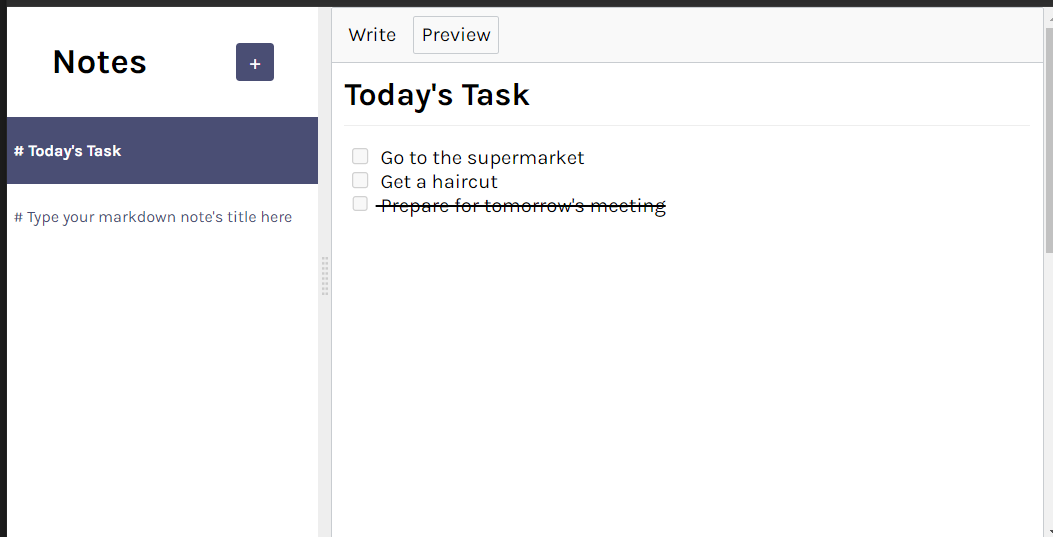 Notes
+
# Today's Task
# Type your markdown note's title here
Write Preview
Today's Task
Go to the supermarket
Get a haircut
Prepare for tomorrow's meeting